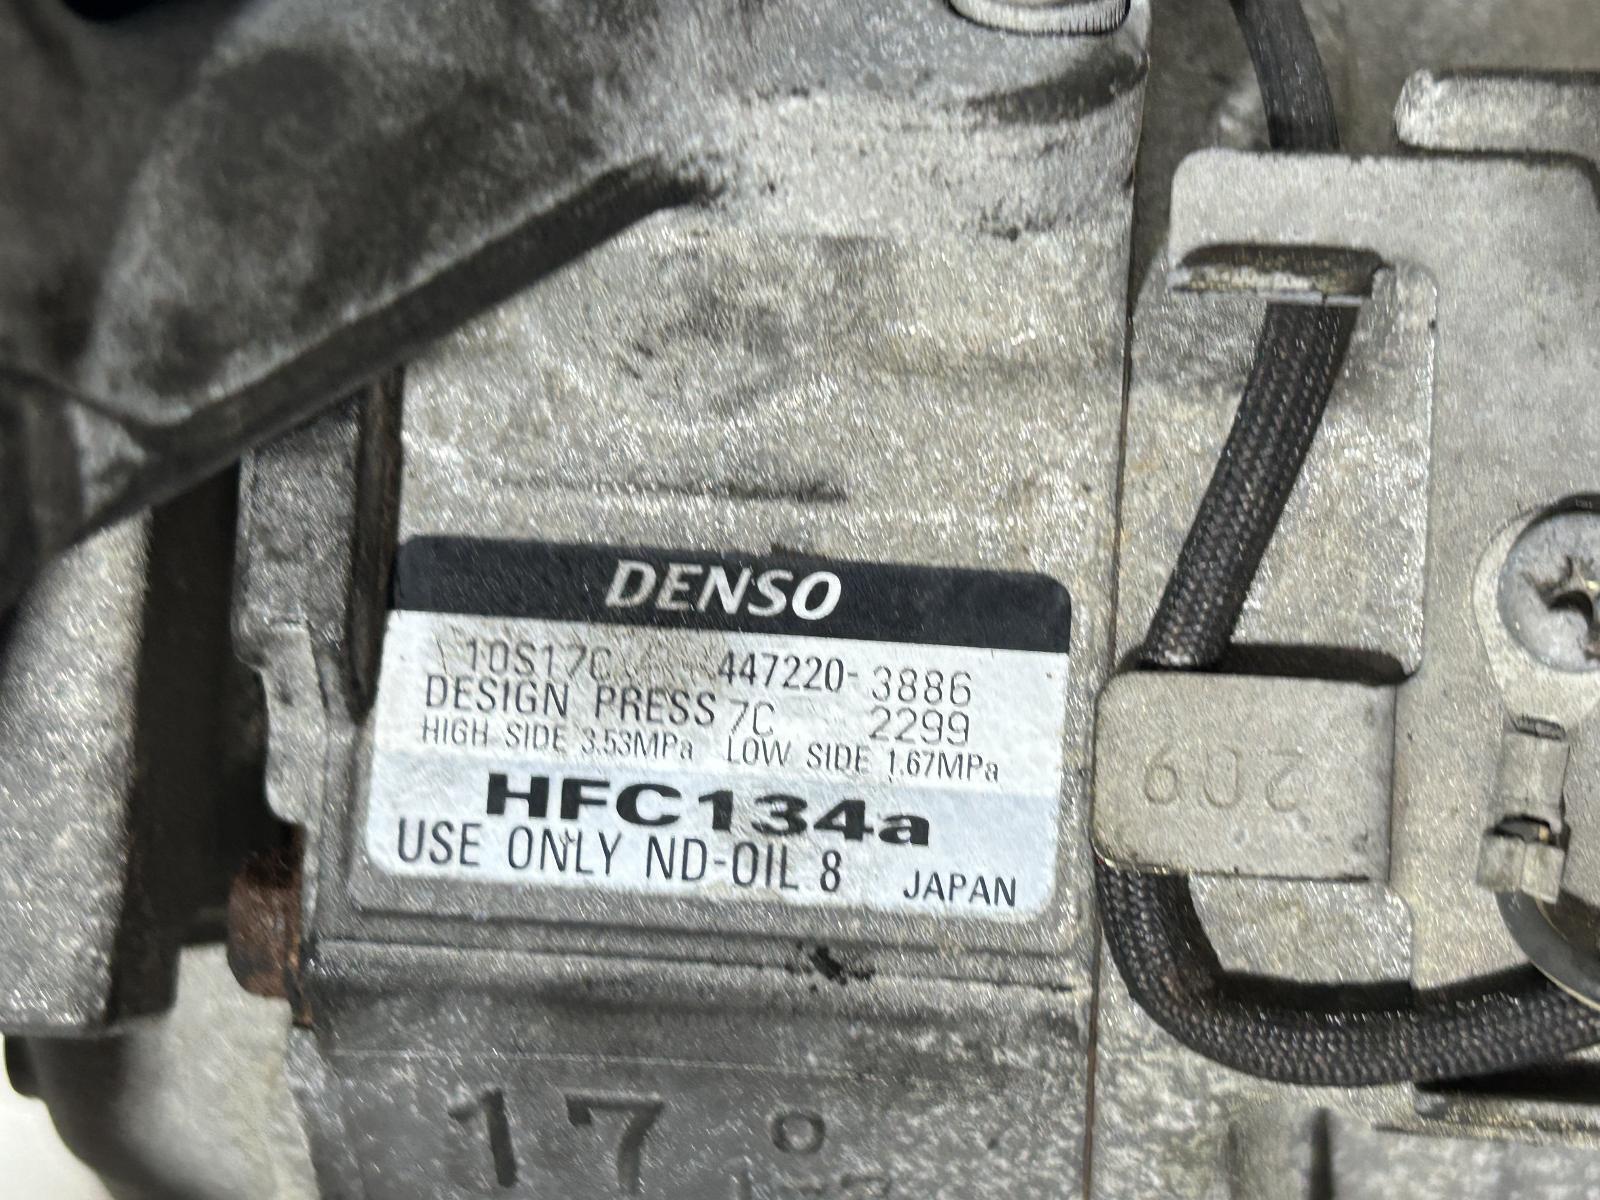 DENSO
10S17C 447220-3886
DESIGN PRESS 7C 2299
HIGH SIDE 3.53MPa LOW SIDE 1.67MPa
HFC134a
USE ONLY ND-OIL 8 JAPAN
209
17